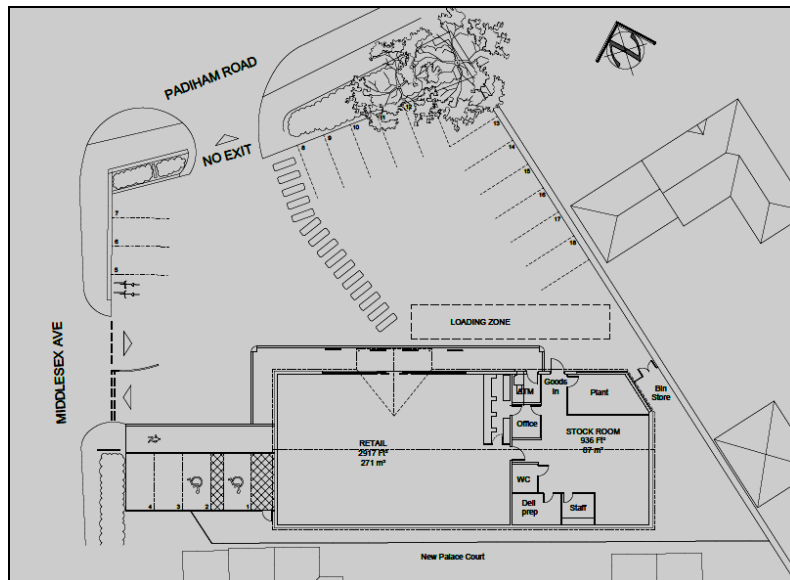 PADIHAM ROAD
NO EXIT
12
11
10
9
8
13
14
15
16
17
18
7
6
5
LOADING ZONE
MIDDLESEX AVE
ATM
Goods
In
Plant
Bin
Store
Office
STOCK ROOM
936 Ft²
87 m²
RETAIL
2917 Ft²
271 m²
WC
Deli
prep
Staff
4
3
2
1
New Palace Court